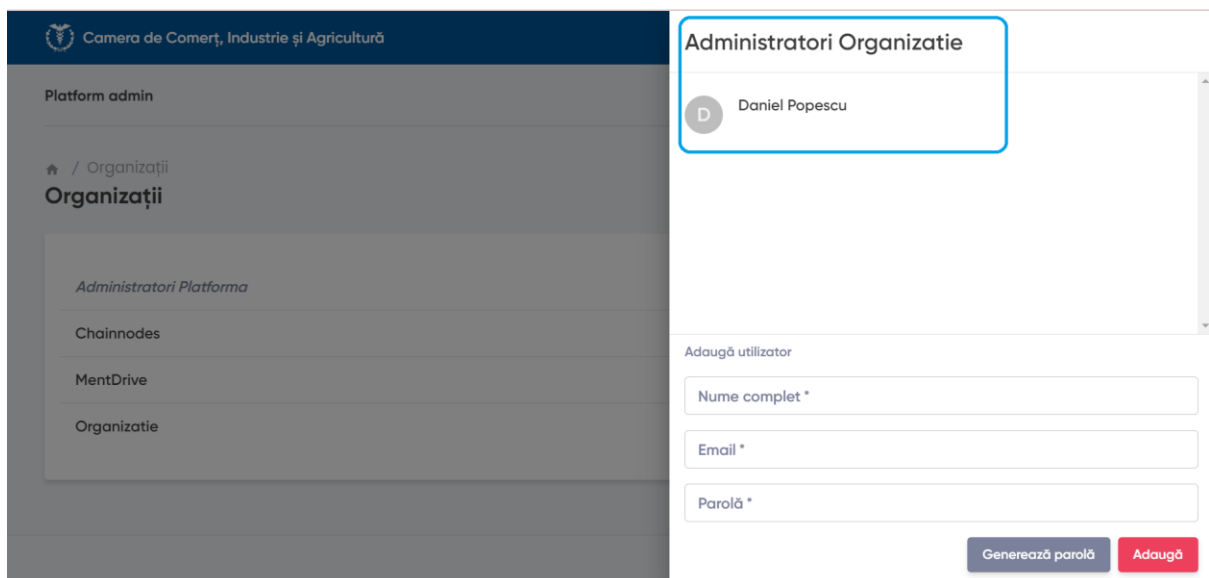 Camera de Comerț, Industrie și Agricultură
Platform admin
/ Organizații
Organizații
Administratori Platforma
Chainnodes
MentDrive
Organizatie
Administratori Organizatie
D
Daniel Popescu
Adaugă utilizator
Nume complet *
Email *
Parolă *
Generează parolă
Adaugă